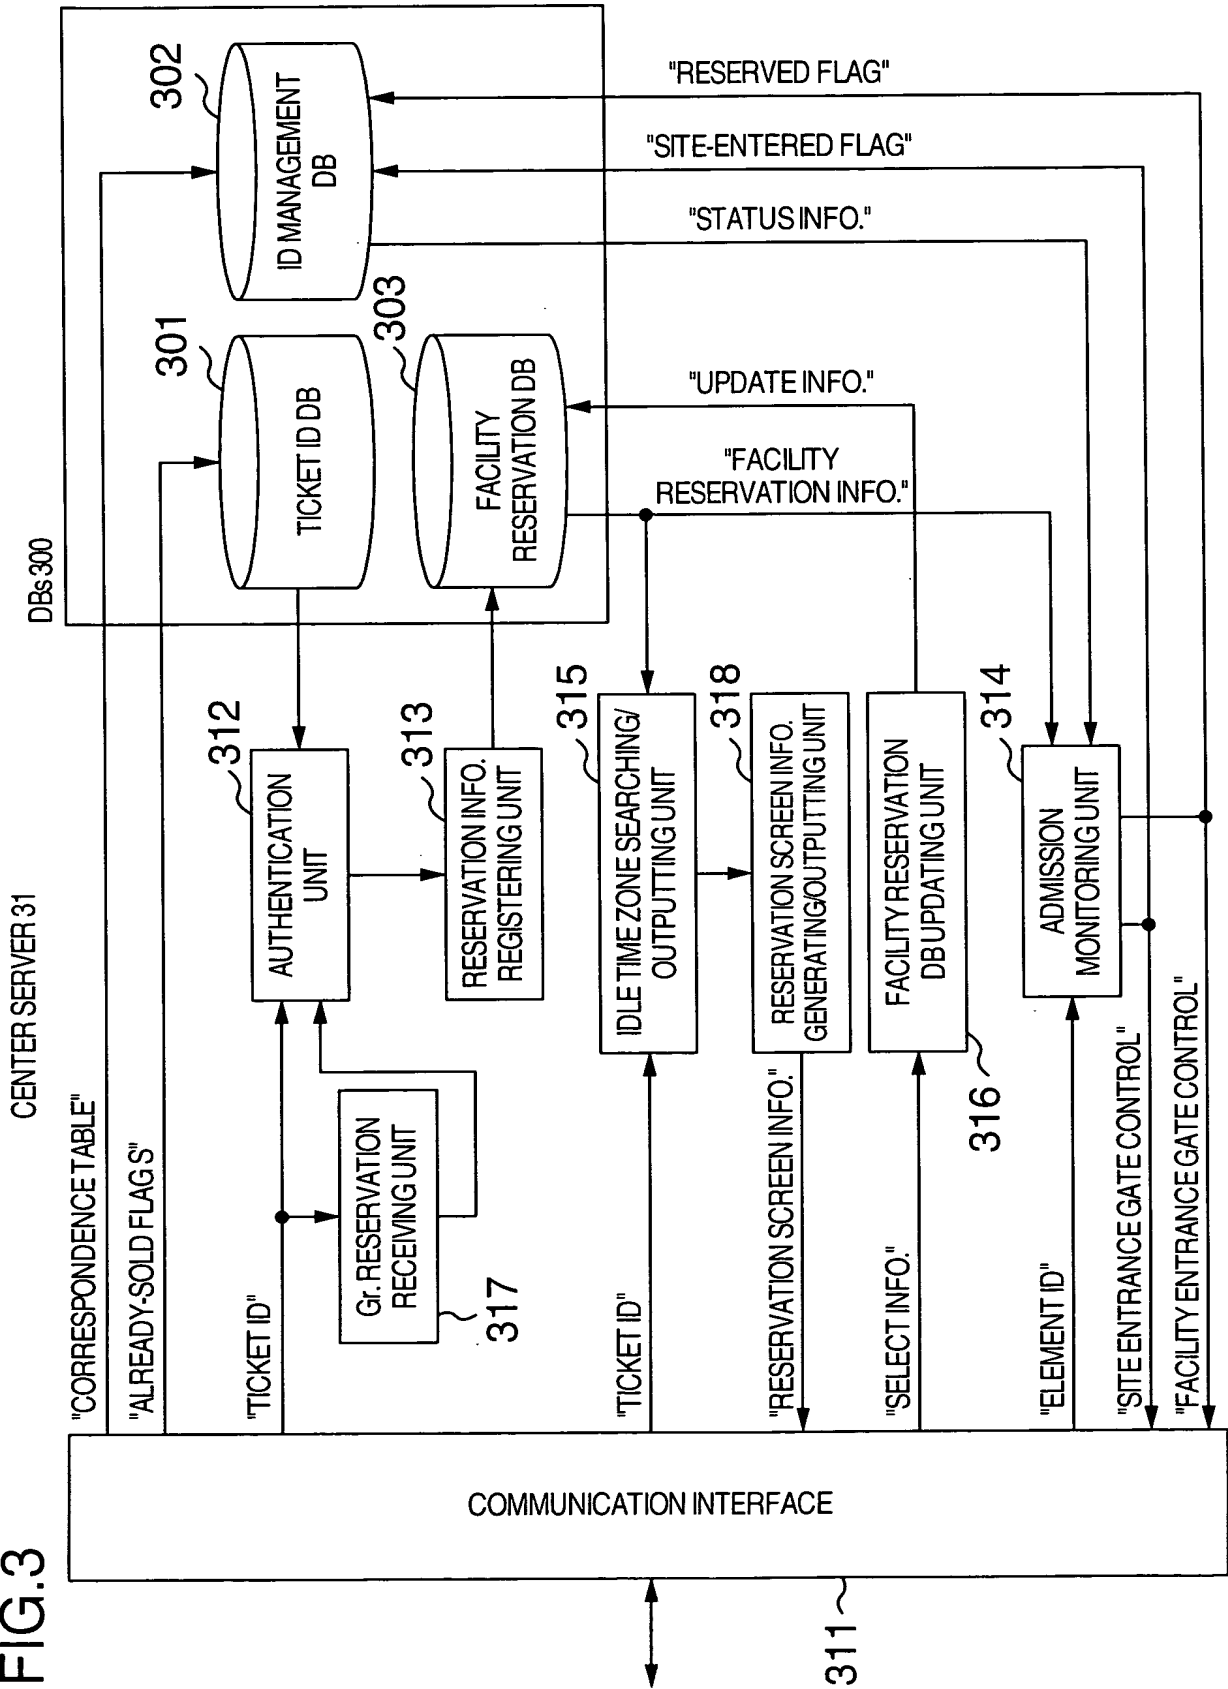 FIG.3
CENTER SERVER 31
DBs 300
301
TICKET ID DB
302
ID MANAGEMENT
DB
303
FACILITY
RESERVATION DB
312
AUTHENTICATION
UNIT
313
RESERVATION INFO.
REGISTERING UNIT
315
IDLE TIME ZONE SEARCHING/
OUTPUTTING UNIT
318
RESERVATION SCREEN INFO.
GENERATING/OUTPUTTING UNIT
FACILITY RESERVATION
DB UPDATING UNIT
316
314
ADMISSION
MONITORING UNIT
Gr. RESERVATION
RECEIVING UNIT
317
"CORRESPONDENCE TABLE"
"ALREADY-SOLD FLAGS"
"TICKET ID"
"TICKET ID"
"RESERVATION SCREEN INFO."
"SELECT INFO."
"ELEMENT ID"
"SITE ENTRANCE GATE CONTROL"
"FACILITY ENTRANCE GATE CONTROL"
"RESERVED FLAG"
"SITE-ENTERED FLAG"
"STATUS INFO."
"UPDATE INFO."
"FACILITY
RESERVATION INFO."
COMMUNICATION INTERFACE
311